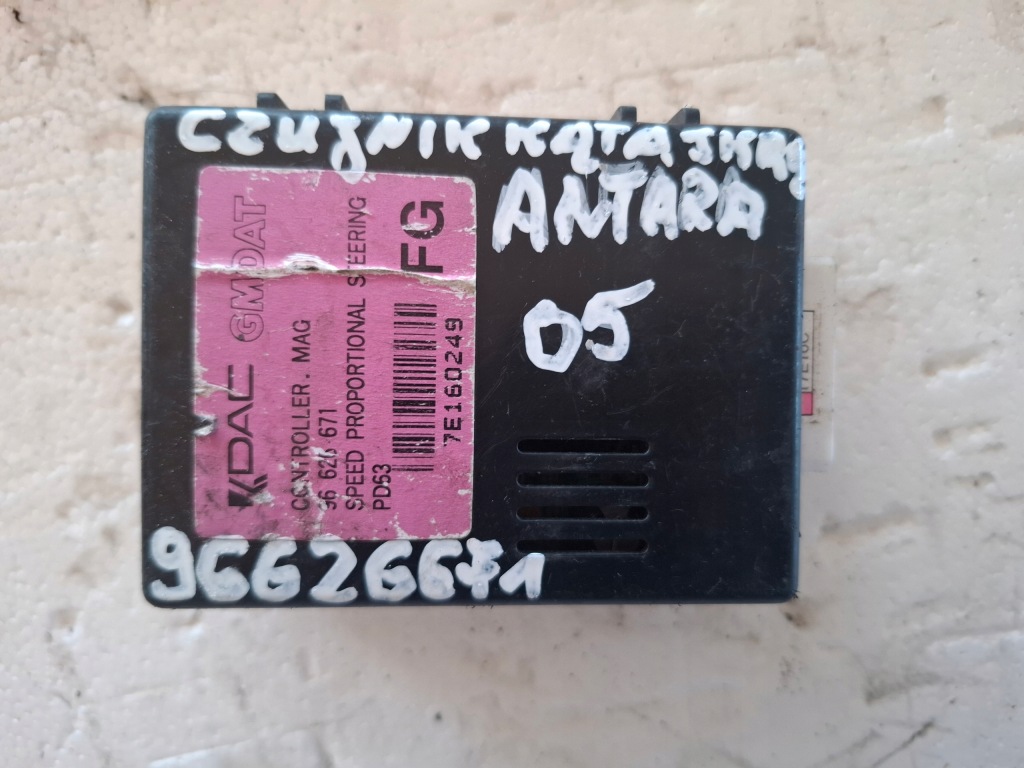 CZUJNIK KĄTA SKRĘ
ANTARA
05
KDAC GMDAT
CONTROLLER. MAG
96 626 671
SPEED PROPORTIONAL STEERING
PD53
FG
7E160249
96626671